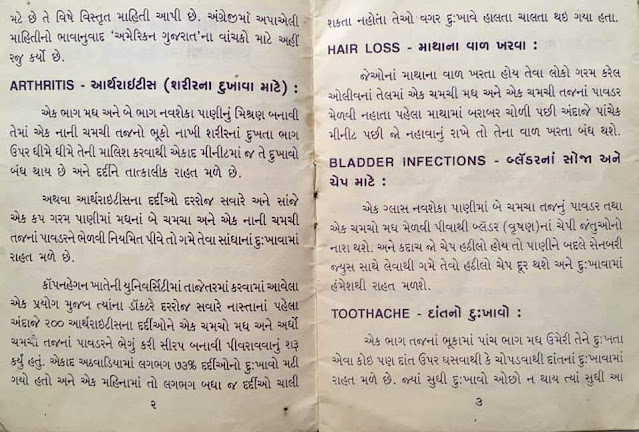 મટે છે તે વિષે વિસ્તૃત માહિતી આપી છે. અંગ્રેજીમાં અપાએલી
માહિતીનો ભાવાનુવાદ 'અમેરિકન ગુજરાત'ના વાંચકો માટે અહીં
રજુ કર્યો છે.
ARTHRITIS - આર્થરાઈટીસ (શરીરના દુખાવા માટે) :
એક ભાગ મધ અને બે ભાગ નવશેકા પાણીનું મિશ્રણ બનાવી
તેમાં એક નાની ચમચી તજનો ભૂકો નાખી શરીરનાં દુખતા ભાગ
ઉપર ધીમે ધીમે તેની માલિશ કરવાથી એકાદ મીનીટમાં જ તે દુખાવો
બંધ થાય છે અને દર્દીને તાત્કાલીક રાહત મળે છે.
અથવા આર્થરાઇટીસના દર્દીઓ દરરોજ સવારે અને સાંજે
એક કપ ગરમ પાણીમાં મધનાં બે ચમચા અને એક નાની ચમચી
તજનાં પાવડરને ભેળવી નિયમિત પીવે તો ગમે તેવા સાંધાનાં દુઃખાવામાં
રાહત મળે છે.
કૉપનહેગન ખાતેની યુનિવર્સિટીમાં તાજેતરમાં કરવામાં આવેલા
એક પ્રયોગ મુજબ ત્યાંના ડૉકટરે દરરોજ સવારે નાસ્તાનાં પહેલા
અંદાજે ૨૦૦ આર્થરાઇટીસના દર્દીઓને એક ચમચો મધ અને અર્ધો
ચમચો તજનાં પાવડરને ભેગું કરી સીરપ બનાવી પીવરાવવાનું શરૂ
કર્યું હતું. એકાદ અઠવાડિયામાં લગભગ ૭૩% દર્દીઓનો દુઃખાવો મટી
ગયો હતો અને એક મહિનામાં તો લગભગ બધા જ દર્દીઓ ચાલી
૨
શકતા નહોતાં તેઓ વગર દુઃખાવે હાલતા ચાલતા થઇ ગયા હતા.
HAIR LOSS - માથાના વાળ ખરવા :
જેઓનાં માથાના વાળ ખરતા હોય તેવા લોકો ગરમ કરેલ
ઓલીવનાં તેલમાં એક ચમચી મધ અને એક ચમચી તજનાં પાવડર
મેળવી નહાતા પહેલા માથામાં બરાબર ચોળી પછી અંદાજે પાંચેક
મીનીટ પછી જો નહાવાનું રાખે તો તેના વાળ ખરતા બંધ થશે.
BLADDER INFECTIONS - બ્લૅડરનાં સોજા અને
ચેપ માટે :
એક ગ્લાસ નવશેકા પાણીમાં બે ચમચા તજનું પાવડર તથા
એક ચમચો મધ મેળવી પીવાથી બ્લૅડર (વૃષણ)નાં ચેપી જંતુઓનો
નાશ થશે. અને કદાચ જો ચેપ હઠીલો હોય તો પાણીને બદલે સેનબરી
જ્યુસ સાથે લેવાથી ગમે તેવો હઠીલો ચેપ દૂર થશે અને દુઃખાવામાં
હંમેશથી રાહત મળશે.
TOOTHACHE - દાંતનો દુઃખાવો :
એક ભાગ તજનાં ભૂકામાં પાંચ ભાગ મધ ઉમેરી તેને દુઃખતા
એવા કોઇ પણ દાંત ઉપર ઘસવાથી કે ચોપડવાથી દાંતનાં દુઃખાવામાં
રાહત મળે છે. જ્યાં સુધી દુઃખાવો ઓછો ન થાય ત્યાં સુધી આ
૩